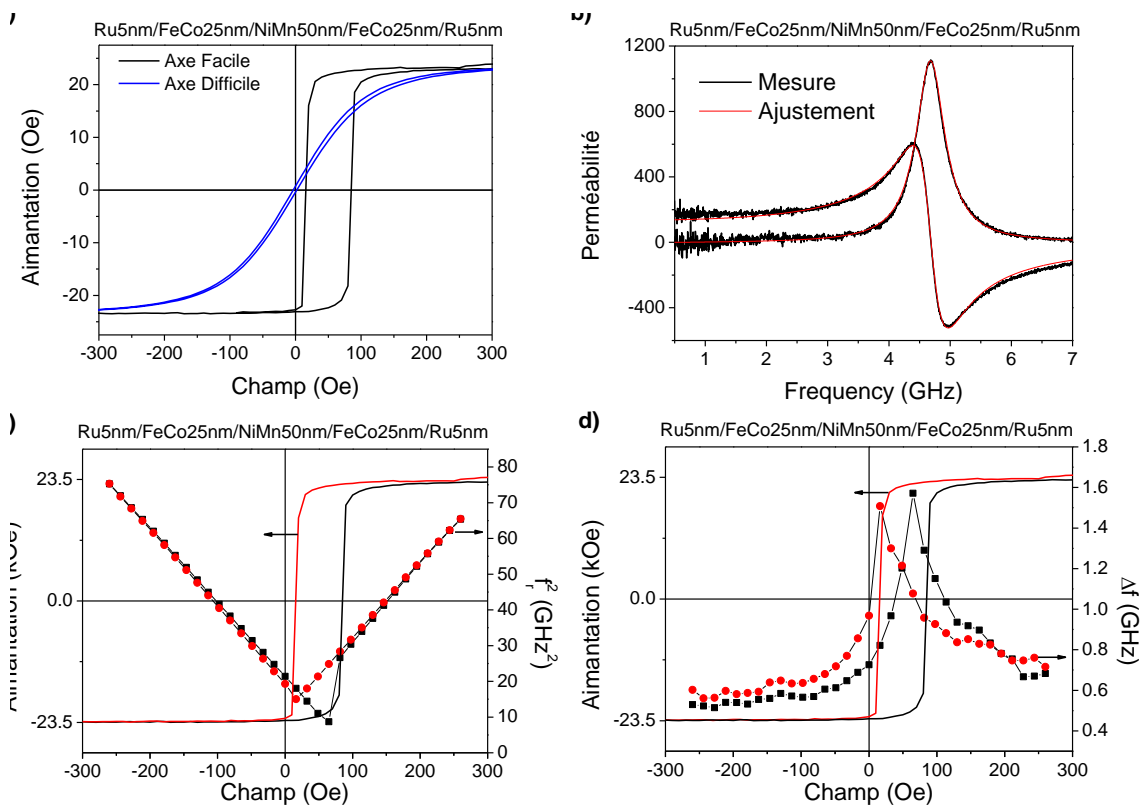 )
Ru5nm/FeCo25nm/NiMn50nm/FeCo25nm/Ru5nm
Axe Facile
Axe Difficile
Aimantation (Oe)
20
10
0
-10
-20
-300 -200 -100 0 100 200 300
Champ (Oe)
b)
Ru5nm/FeCo25nm/NiMn50nm/FeCo25nm/Ru5nm
Mesure
Ajustement
Perméabilité
1200
800
400
0
-400
1 2 3 4 5 6 7
Frequency (GHz)
)
Ru5nm/FeCo25nm/NiMn50nm/FeCo25nm/Ru5nm
Aimantation (kOe)
23.5
0.0
-23.5
-300 -200 -100 0 100 200 300
Champ (Oe)
80
70
60
50
40
30
20
10
0
f_r^2 (GHz^2)
d)
Ru5nm/FeCo25nm/NiMn50nm/FeCo25nm/Ru5nm
Aimantation (kOe)
23.5
0.0
-23.5
-300 -200 -100 0 100 200 300
Champ (Oe)
1.8
1.6
1.4
1.2
1.0
0.8
0.6
0.4
Δf (GHz)